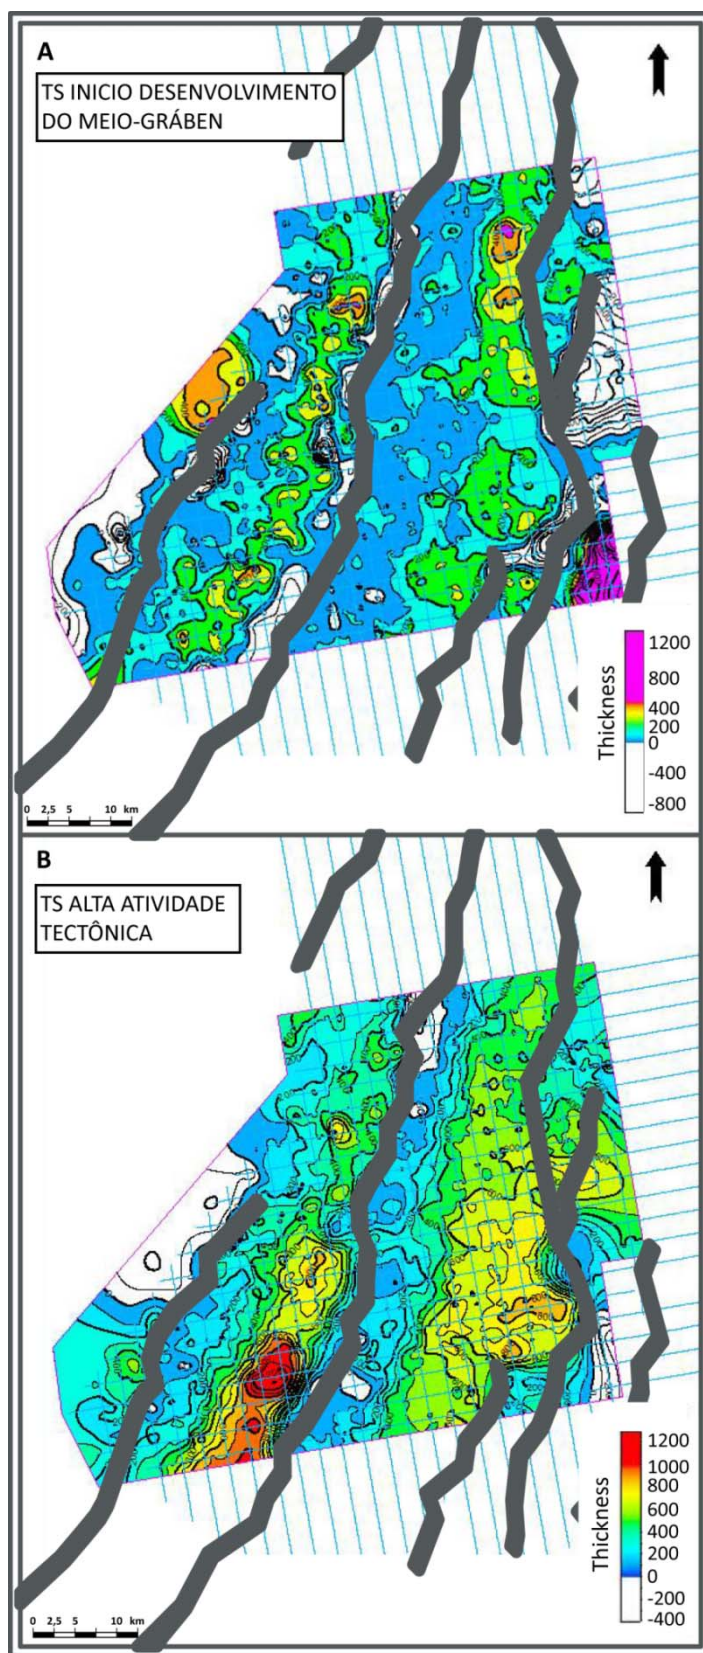 A
TS INICIO DESENVOLVIMENTO
DO MEIO-GRÁBEN
Thickness
1200
800
400
200
0
-400
-800
0 2,5 5 10 km
B
TS ALTA ATIVIDADE
TECTÔNICA
Thickness
1200
1000
800
600
400
200
0
-200
-400
0 2,5 5 10 km